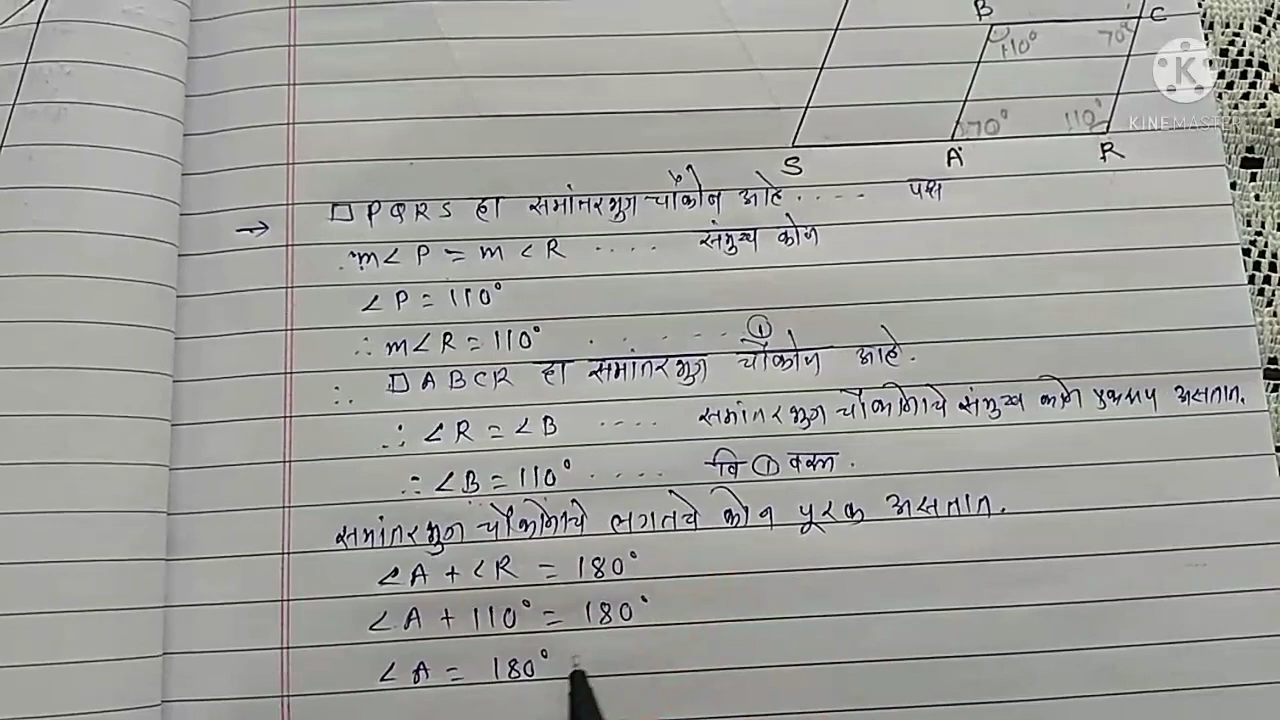 B
C
110°
70°
K
KINEMASTER
70°
110°
S
A
R
→ □PQRS हा समांतरभुग चौकोन आहे.... पक्ष
∴ m∠P = m∠R .... संमुख कोन
∠P = 110°
∴ m∠R = 110° ...... ①
∴ □ABCR हा समांतरभुग चौकोन आहे.
∴ ∠R = ∠B .... समांतरभुग चौकोनाचे संमुख कोन एकरूप असतात.
∴ ∠B = 110° .... वि ① वरून.
समांतरभुग चौकोनाचे लगतचे कोन पूरक असतात.
∠A + ∠R = 180°
∠A + 110° = 180°
∠A = 180°